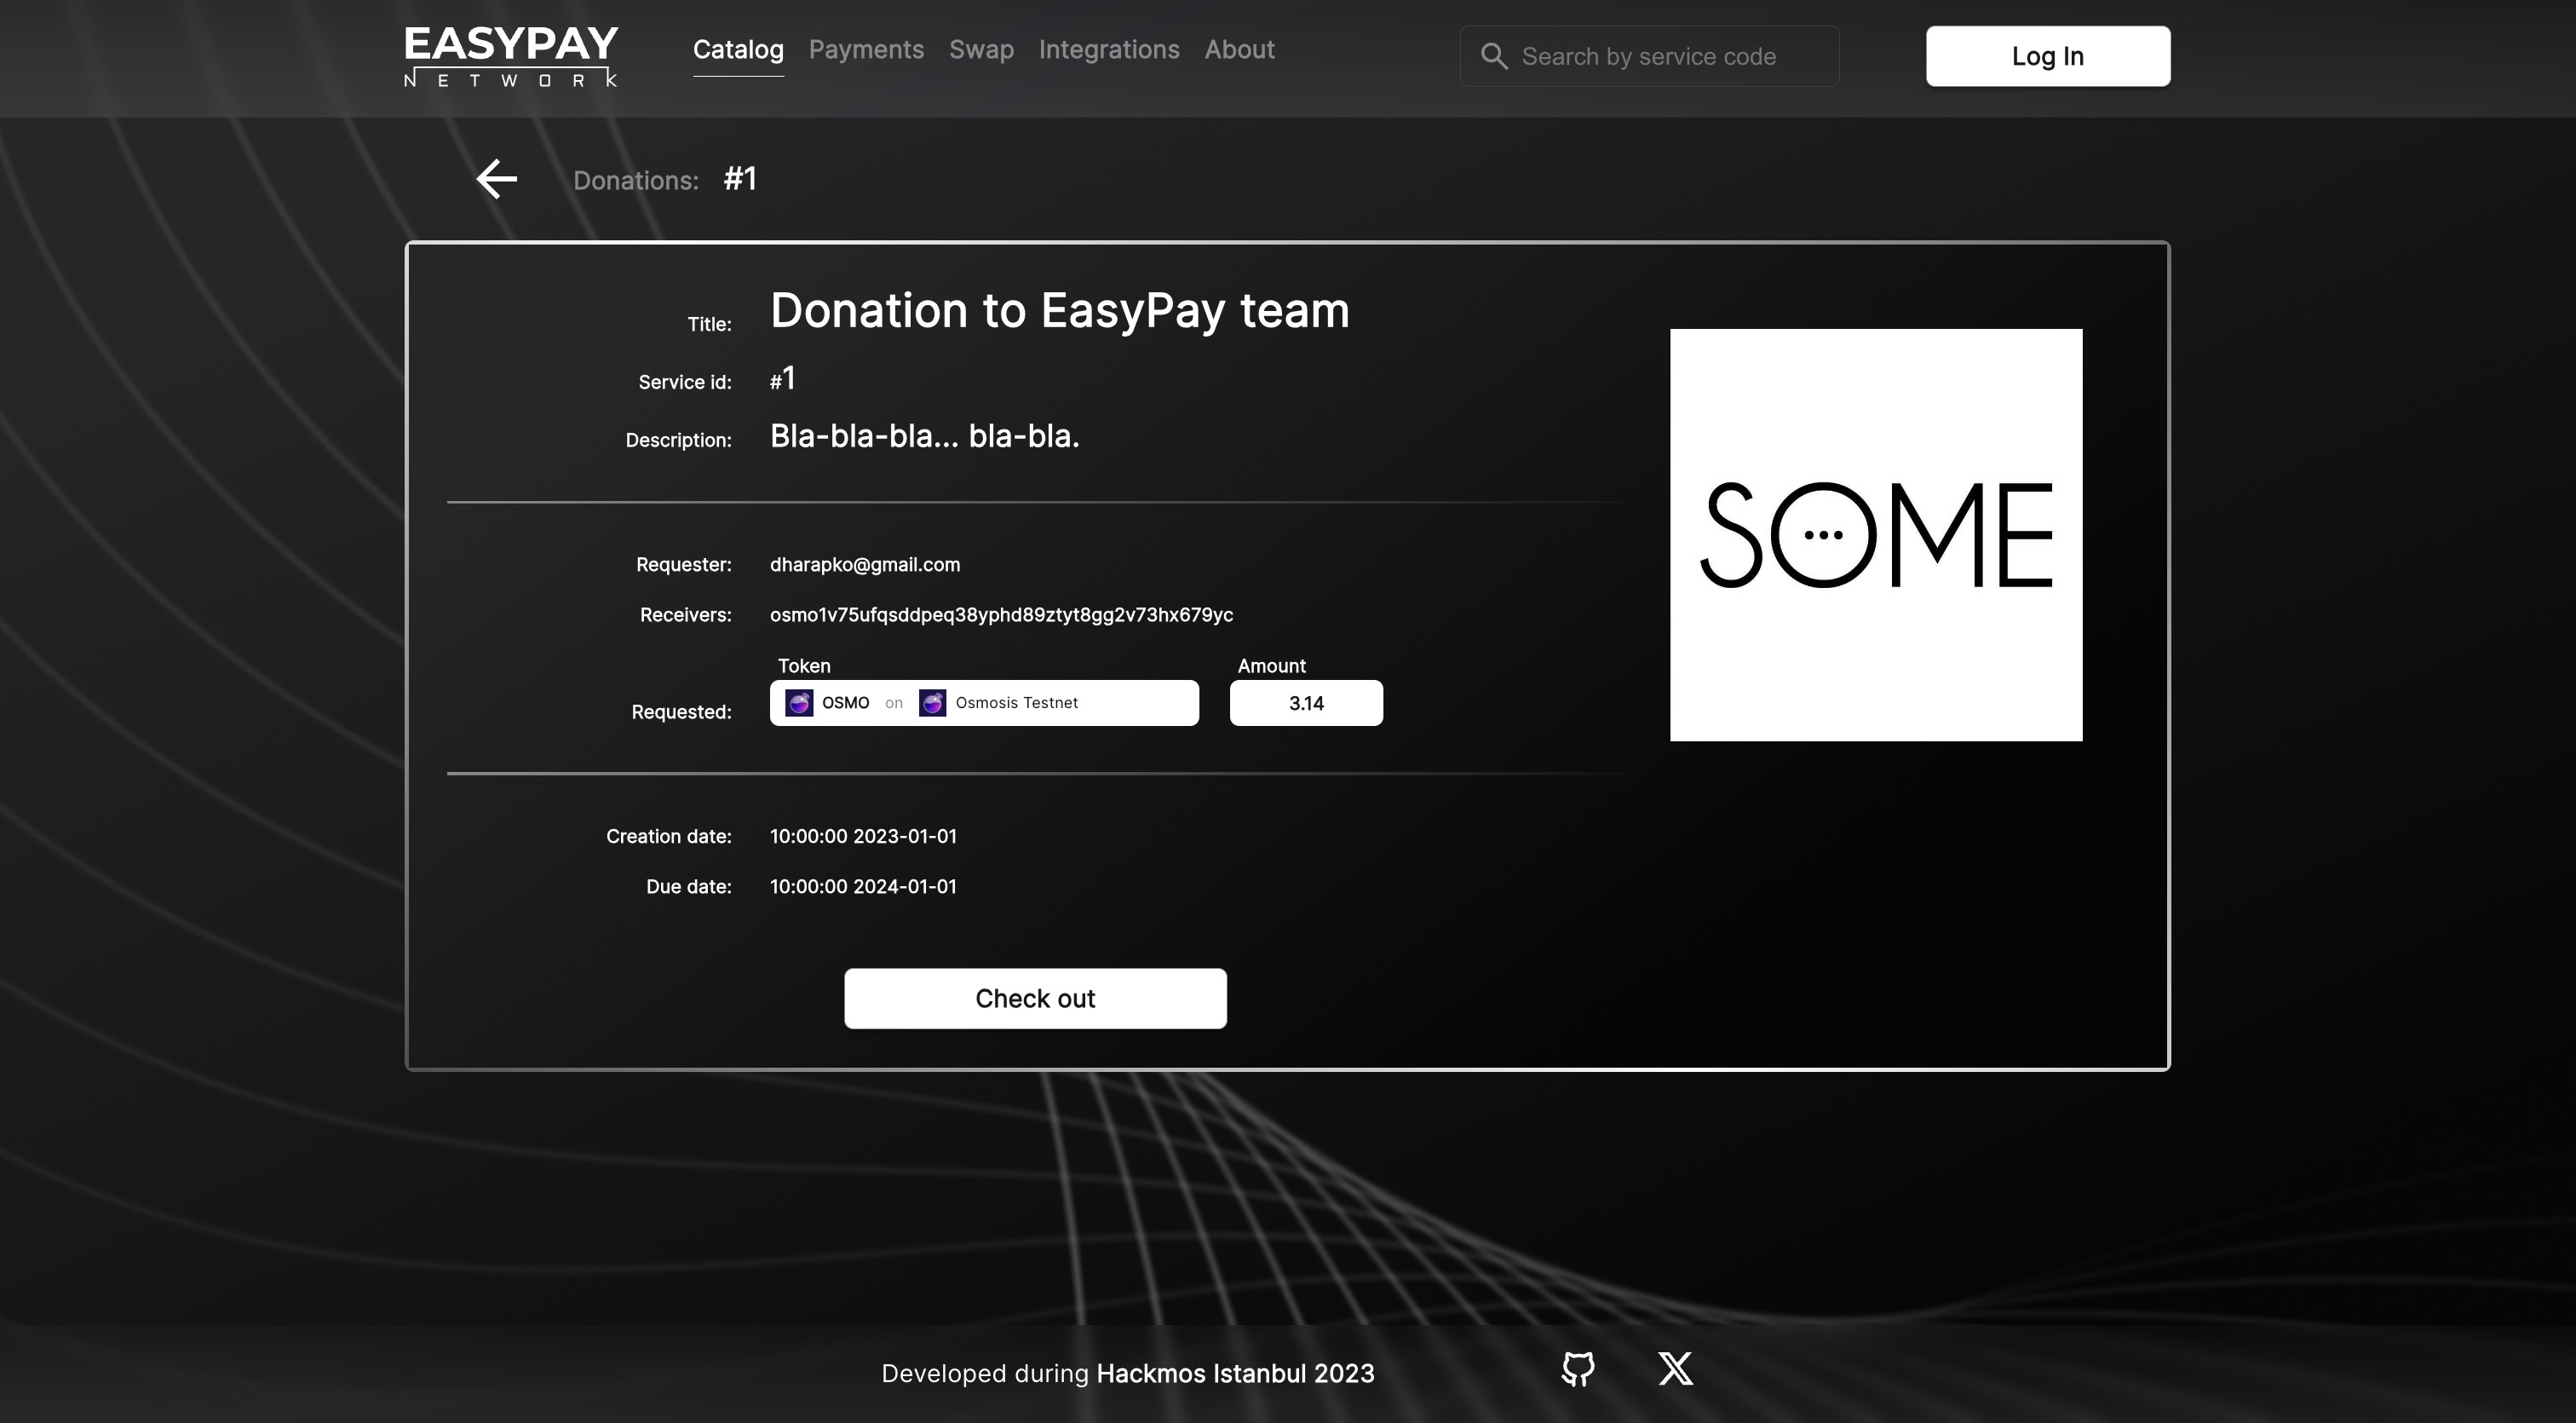 EASYPAY
NETWORK
Catalog Payments Swap Integrations About
Search by service code
Log In
Donations: #1
Title: Donation to EasyPay team
Service id: #1
Description: Bla-bla-bla... bla-bla.
SOME
Requester: dharapko@gmail.com
Receivers: osmo1v75ufqsddpeq38yphd89ztyt8gg2v73hx679yc
Token Amount
Requested: OSMO on Osmosis Testnet 3.14
Creation date: 10:00:00 2023-01-01
Due date: 10:00:00 2024-01-01
Check out
Developed during Hackmos Istanbul 2023